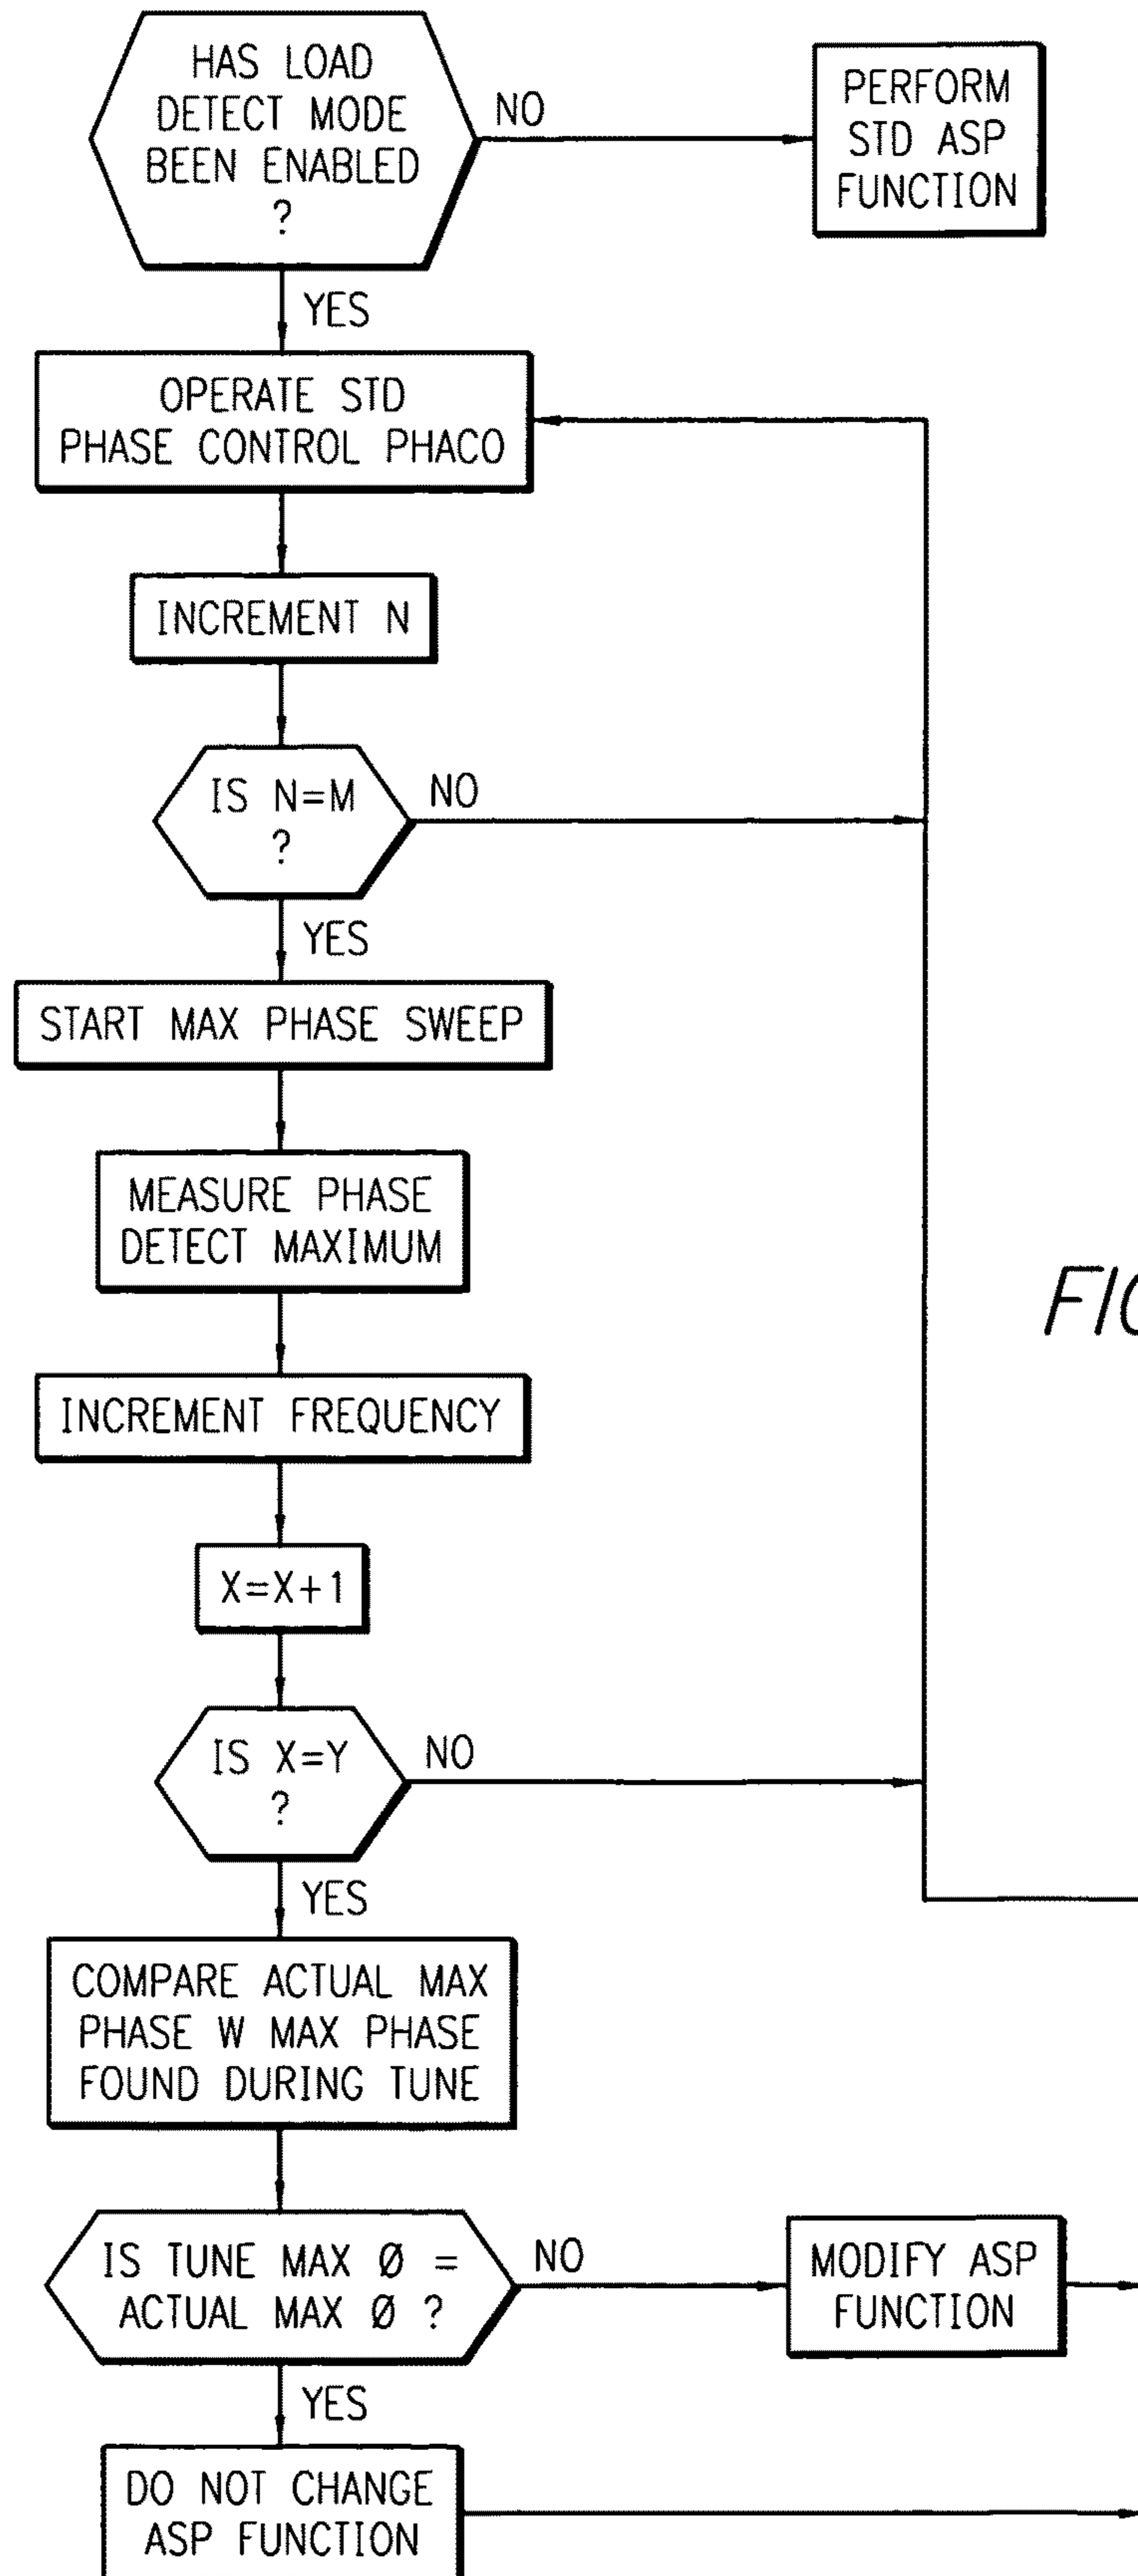 HAS LOAD
DETECT MODE
BEEN ENABLED
?
NO
PERFORM
STD ASP
FUNCTION
YES
OPERATE STD
PHASE CONTROL PHACO
INCREMENT N
IS N=M
?
NO
YES
START MAX PHASE SWEEP
MEASURE PHASE
DETECT MAXIMUM
FIG
INCREMENT FREQUENCY
X=X+1
IS X=Y
?
NO
YES
COMPARE ACTUAL MAX
PHASE W MAX PHASE
FOUND DURING TUNE
IS TUNE MAX Ø =
ACTUAL MAX Ø ?
NO
MODIFY ASP
FUNCTION
YES
DO NOT CHANGE
ASP FUNCTION